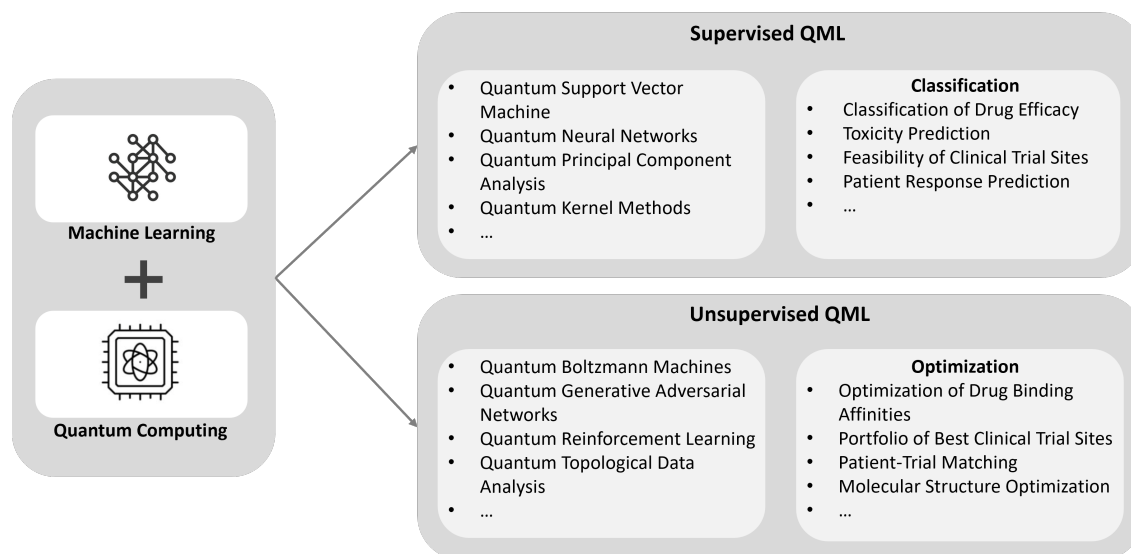 Machine Learning
Quantum Computing
Supervised QML
• Quantum Support Vector
Machine
• Quantum Neural Networks
• Quantum Principal Component
Analysis
• Quantum Kernel Methods
• ...
Classification
• Classification of Drug Efficacy
• Toxicity Prediction
• Feasibility of Clinical Trial Sites
• Patient Response Prediction
• ...
Unsupervised QML
• Quantum Boltzmann Machines
• Quantum Generative Adversarial
Networks
• Quantum Reinforcement Learning
• Quantum Topological Data
Analysis
• ...
Optimization
• Optimization of Drug Binding
Affinities
• Portfolio of Best Clinical Trial Sites
• Patient-Trial Matching
• Molecular Structure Optimization
• ...